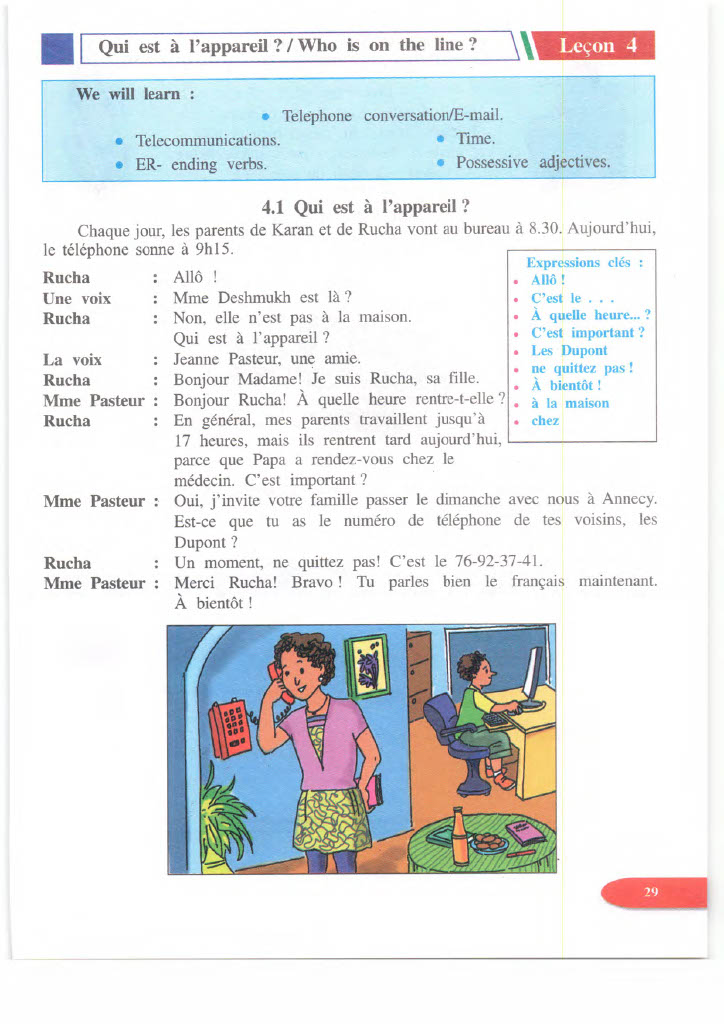 Qui est à l'appareil ? / Who is on the line ?
Leçon 4
We will learn :
• Telephone conversation/E-mail.
• Telecommunications.
• Time.
• ER- ending verbs.
• Possessive adjectives.
4.1 Qui est à l'appareil ?
Chaque jour, les parents de Karan et de Rucha vont au bureau à 8.30. Aujourd'hui,
le téléphone sonne à 9h15.
Rucha : Allô !
Une voix : Mme Deshmukh est là ?
Rucha : Non, elle n'est pas à la maison.
Qui est à l'appareil ?
La voix : Jeanne Pasteur, une amie.
Rucha : Bonjour Madame! Je suis Rucha, sa fille.
Mme Pasteur : Bonjour Rucha! À quelle heure rentre-t-elle ?
Rucha : En général, mes parents travaillent jusqu'à
17 heures, mais ils rentrent tard aujourd'hui,
parce que Papa a rendez-vous chez le
médecin. C'est important ?
Mme Pasteur : Oui, j'invite votre famille passer le dimanche avec nous à Annecy.
Est-ce que tu as le numéro de téléphone de tes voisins, les
Dupont ?
Rucha : Un moment, ne quittez pas! C'est le 76-92-37-41.
Mme Pasteur : Merci Rucha! Bravo ! Tu parles bien le français maintenant.
À bientôt !
Expressions clés :
• Allô !
• C'est le . . .
• À quelle heure... ?
• C'est important ?
• Les Dupont
• ne quittez pas !
• À bientôt !
• à la maison
• chez
29